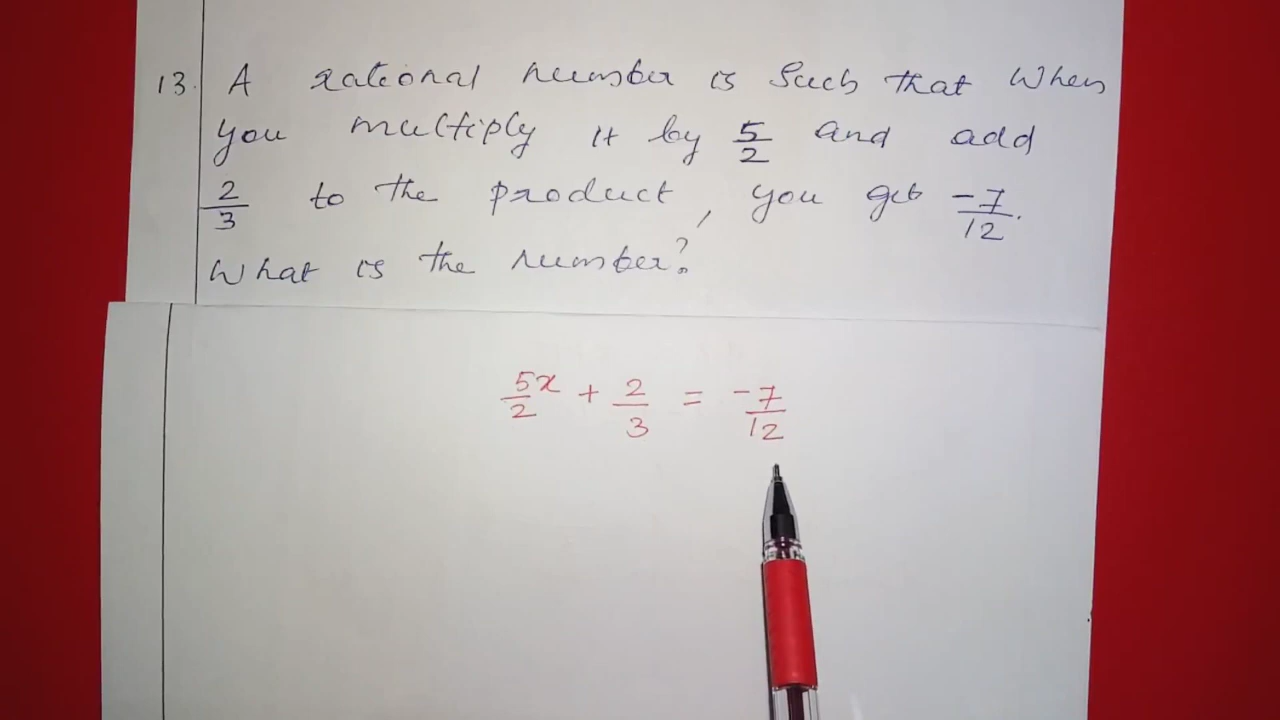 13. A rational number is such that when
you multiply it by 5/2 and add
2/3 to the product, you get -7/12.
What is the number?
5x/2 + 2/3 = -7/12